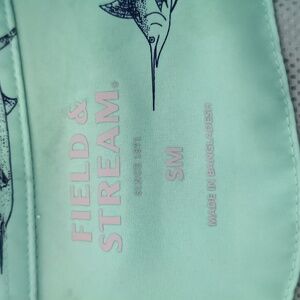 FIELD &
STREAM®
SINCE 1871
SM
MADE IN BANGLADESH